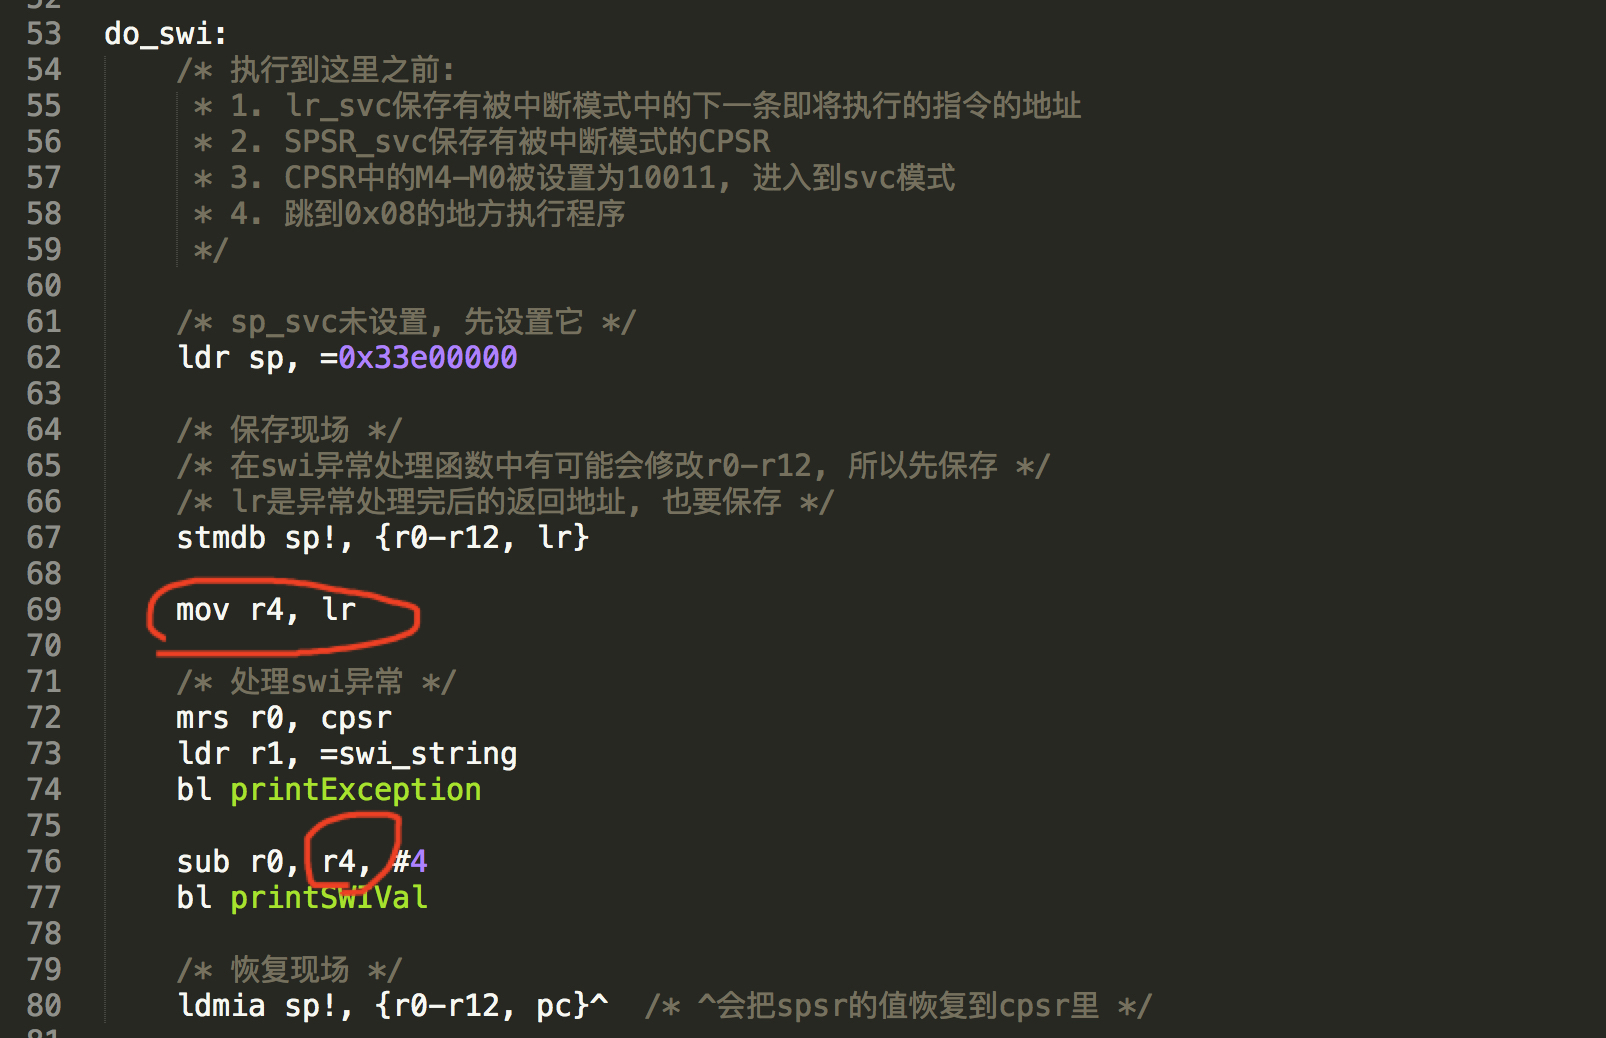 53 do_swi:
54 /* 执行到这里之前:
55 * 1. lr_svc保存有被中断模式中的下一条即将执行的指令的地址
56 * 2. SPSR_svc保存有被中断模式的CPSR
57 * 3. CPSR中的M4-M0被设置为10011, 进入到svc模式
58 * 4. 跳到0x08的地方执行程序
59 */
60
61 /* sp_svc未设置, 先设置它 */
62 ldr sp, =0x33e00000
63
64 /* 保存现场 */
65 /* 在swi异常处理函数中有可能会修改r0-r12, 所以先保存 */
66 /* lr是异常处理完后的返回地址, 也要保存 */
67 stmdb sp!, {r0-r12, lr}
68
69 mov r4, lr
70
71 /* 处理swi异常 */
72 mrs r0, cpsr
73 ldr r1, =swi_string
74 bl printException
75
76 sub r0, r4, #4
77 bl printSWIVal
78
79 /* 恢复现场 */
80 ldmia sp!, {r0-r12, pc}^ /* ^会把spsr的值恢复到cpsr里 */